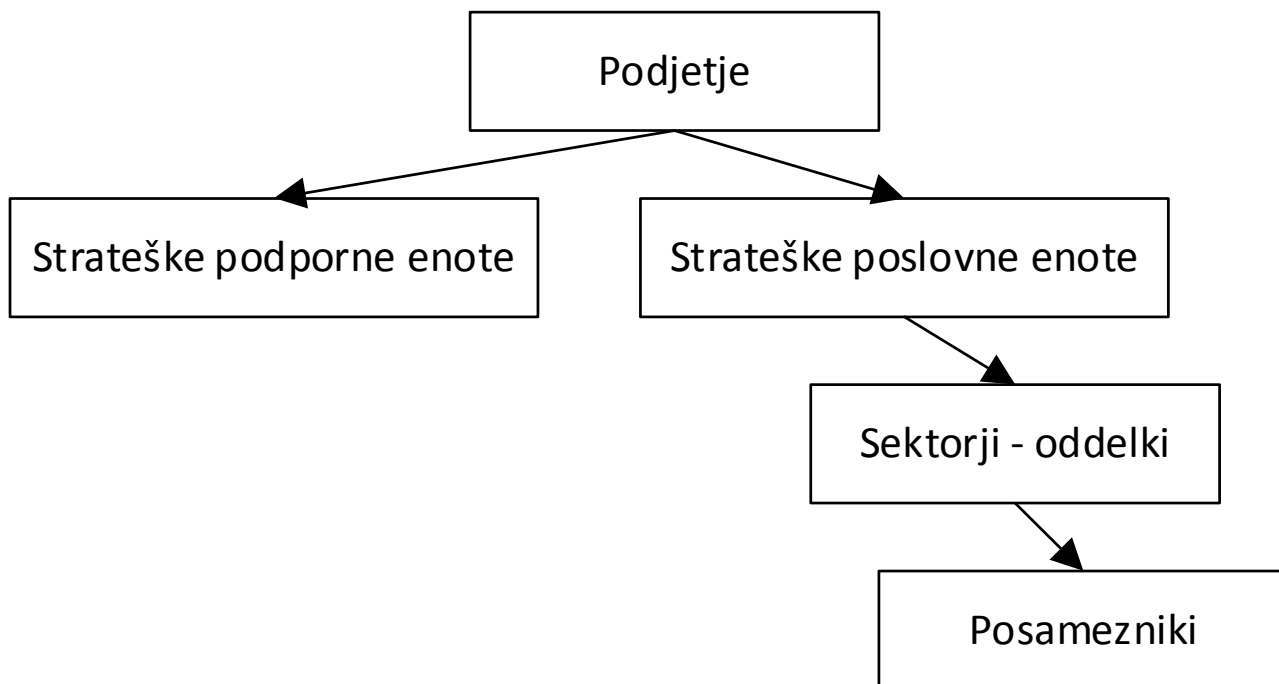 Podjetje
Strateške podporne enote
Strateške poslovne enote
Sektorji - oddelki
Posamezniki